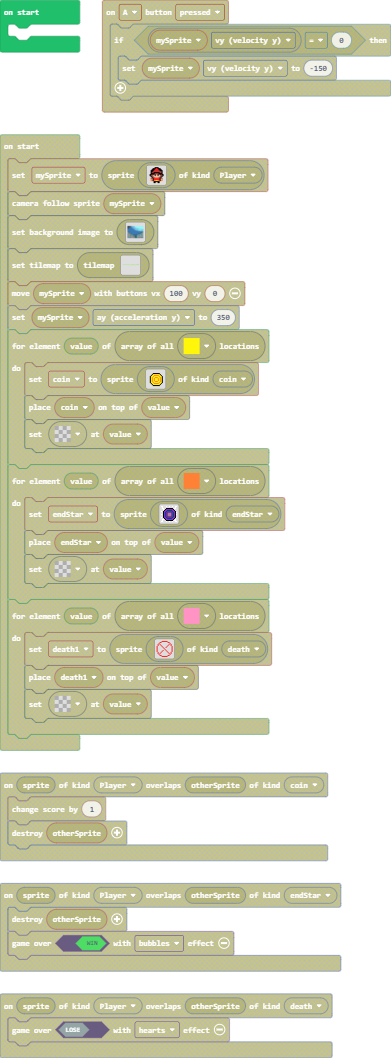 on start
on A button pressed
if mySprite vy (velocity y) = 0 then
set mySprite vy (velocity y) to -150
on start
set mySprite to sprite of kind Player
camera follow sprite mySprite
set background image to
set tilemap to tilemap
move mySprite with buttons vx 100 vy 0
set mySprite ay (acceleration y) to 350
for element value of array of all locations
do
set coin to sprite of kind coin
place coin on top of value
set at value
for element value of array of all locations
do
set endStar to sprite of kind endStar
place endStar on top of value
set at value
for element value of array of all locations
do
set death1 to sprite of kind death
place death1 on top of value
set at value
on sprite of kind Player overlaps otherSprite of kind coin
change score by 1
destroy otherSprite
on sprite of kind Player overlaps otherSprite of kind endStar
destroy otherSprite
game over WIN with bubbles effect
on sprite of kind Player overlaps otherSprite of kind death
game over LOSE with hearts effect